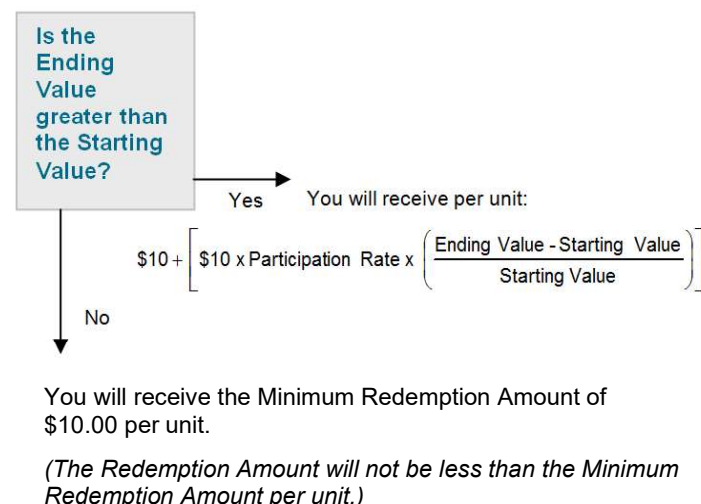 Is the
Ending
Value
greater than
the Starting
Value?
Yes You will receive per unit:
$10 + [ $10 x Participation Rate x ( Ending Value - Starting Value
Starting Value ) ]
No
You will receive the Minimum Redemption Amount of
$10.00 per unit.
(The Redemption Amount will not be less than the Minimum
Redemption Amount per unit.)